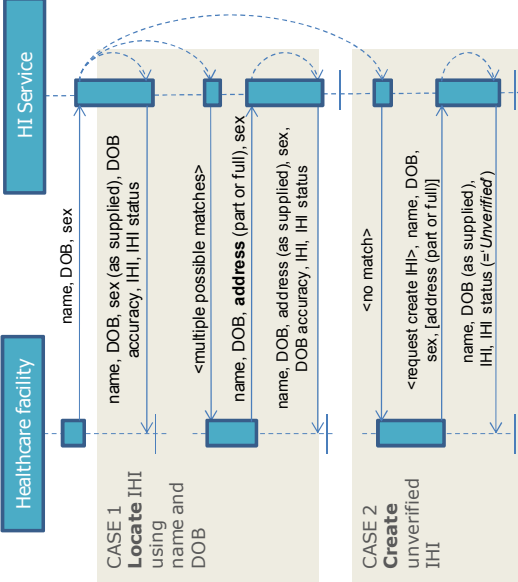 Healthcare facility
HI Service
name, DOB, sex
CASE 1
Locate IHI
using
name and
DOB
name, DOB, sex (as supplied), DOB
accuracy, IHI, IHI status
<multiple possible matches>
name, DOB, address (part or full), sex
name, DOB, address (as supplied), sex,
DOB accuracy, IHI, IHI status
CASE 2
Create
unverified
IHI
<no match>
<request create IHI>, name, DOB,
sex, [address (part or full)]
name, DOB (as supplied),
IHI, IHI status (='Unverified')